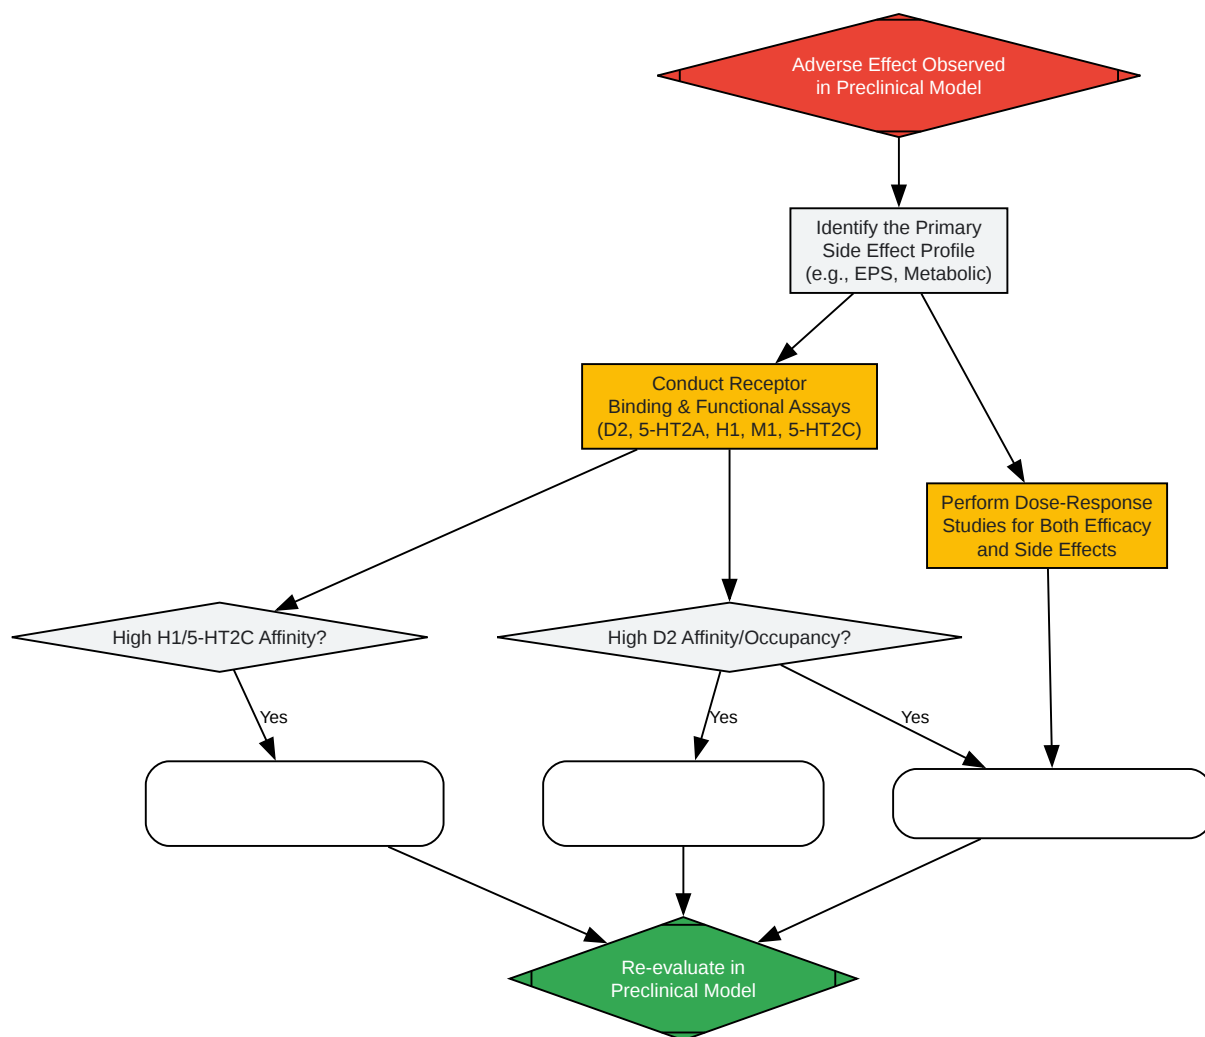 Adverse Effect Observed
in Preclinical Model
Identify the Primary
Side Effect Profile
(e.g., EPS, Metabolic)
Conduct Receptor
Binding & Functional Assays
(D2, 5-HT2A, H1, M1, 5-HT2C)
Perform Dose-Response
Studies for Both Efficacy
and Side Effects
High H1/5-HT2C Affinity?
High D2 Affinity/Occupancy?
Yes
Yes
Yes
Re-evaluate in
Preclinical Model